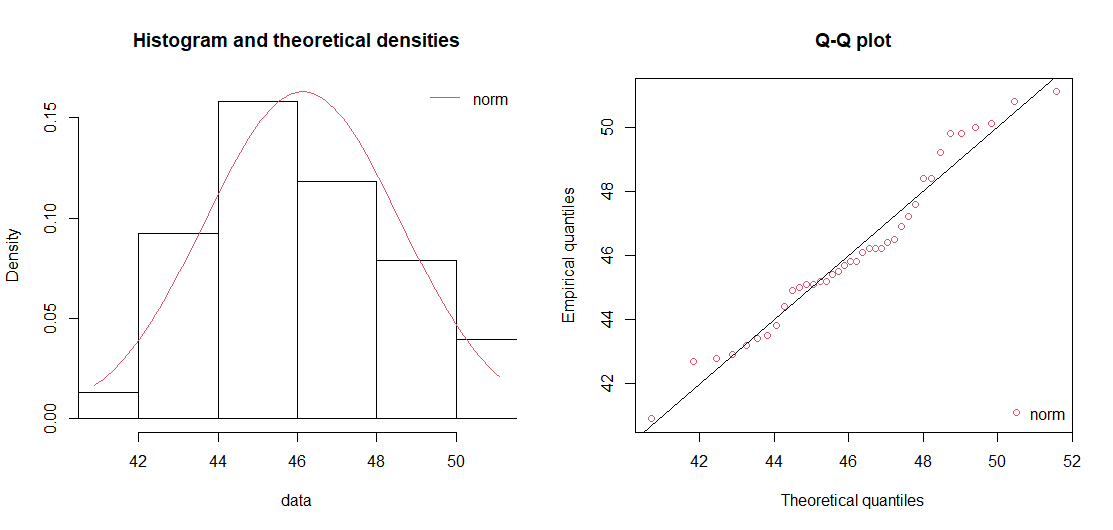 Histogram and theoretical densities
norm
Density
0.00
0.05
0.10
0.15
42
44
46
48
50
data
Q-Q plot
Empirical quantiles
42
44
46
48
50
norm
42
44
46
48
50
52
Theoretical quantiles